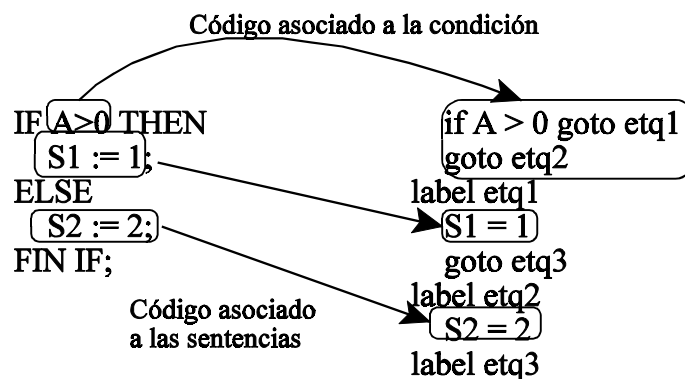 Código asociado a la condición
IF A>0 THEN
S1 := 1;
ELSE
S2 := 2;
FIN IF;
Código asociado
a las sentencias
if A > 0 goto etq1
goto etq2
label etq1
S1 = 1
goto etq3
label etq2
S2 = 2
label etq3